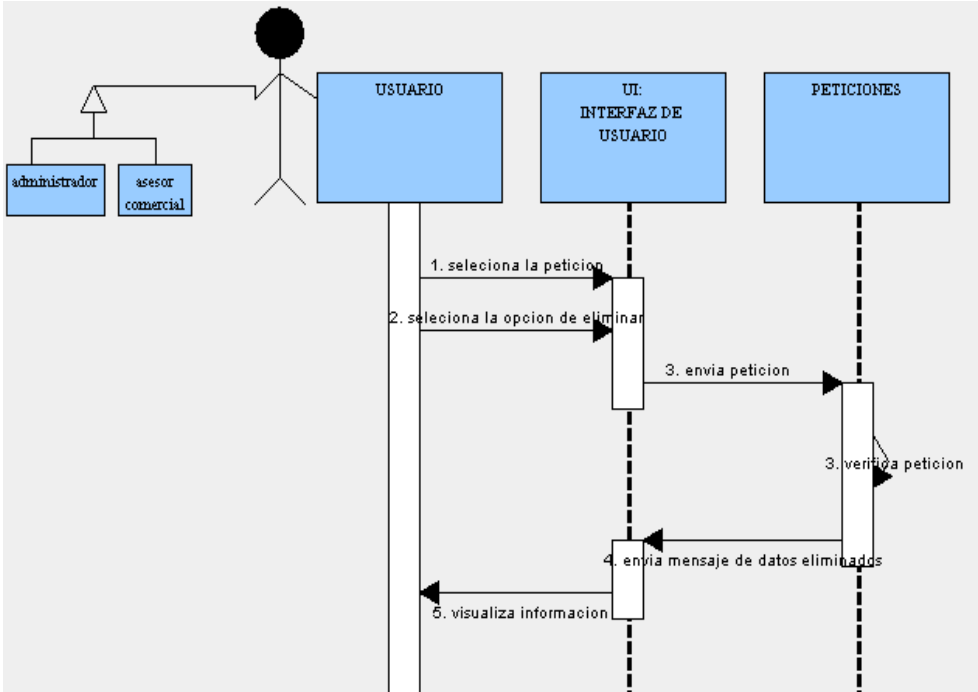 USUARIO
UI:
INTERFAZ DE
USUARIO
PETICIONES
administrador
asesor
comercial
1. seleciona la peticion
2. seleciona la opcion de eliminar
3. envia peticion
3. verifica peticion
4. envia mensaje de datos eliminados
5. visualiza informacion